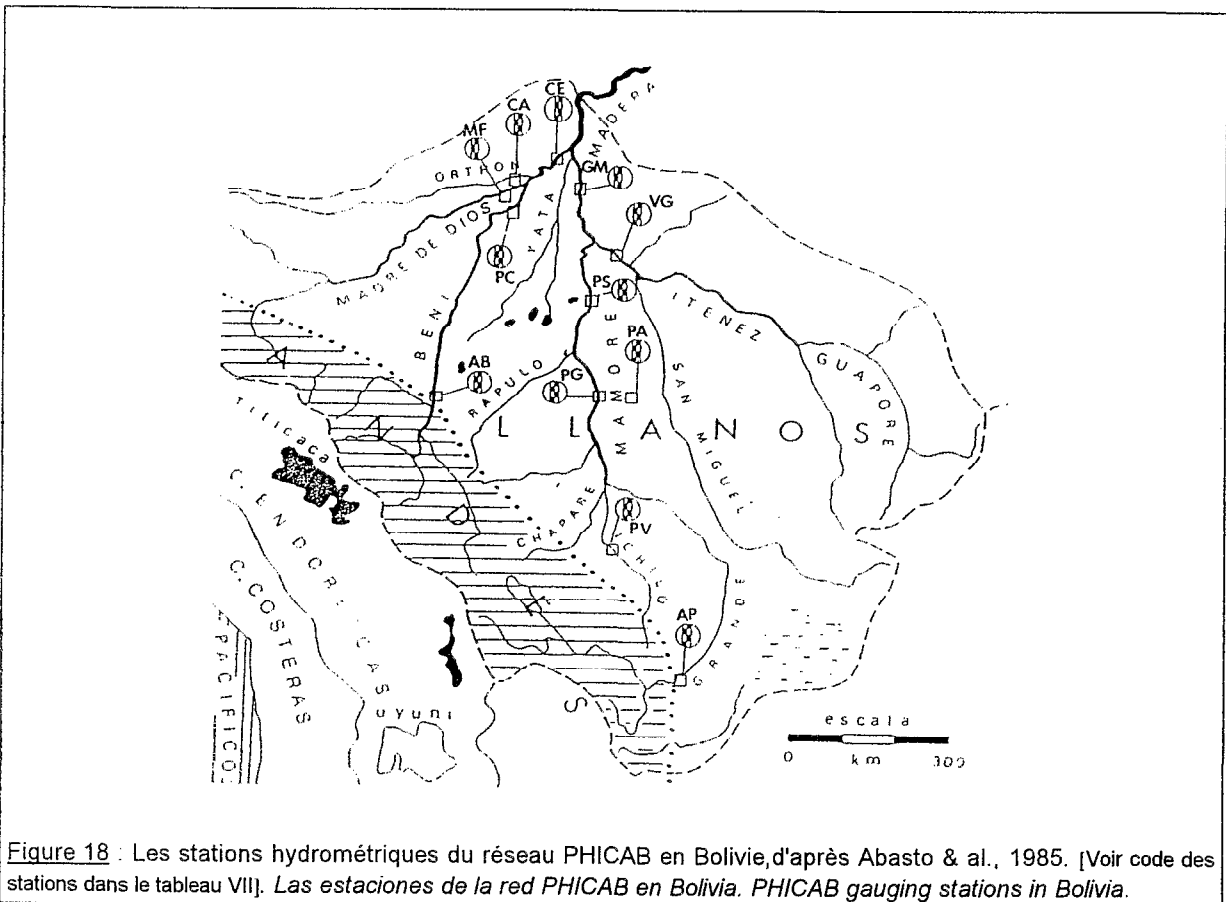 CE
CA
MF
MADERA
ORTHON
GM
VG
YATA
MADRE DE DIOS
PC
PS
ITENEZ
BENI
PA
GUAPORE
AB
RAPULO
PG
MAMORE
SAN MIGUEL
LLANOS
Titicaca
A N D E S
C. ENDOREICAS
CHAPARE
PV
ICHILO
C. COSTERAS
AP
GRANDE
PACIFICO
uyuni
escala
0 km 300
Figure 18 : Les stations hydrométriques du réseau PHICAB en Bolivie,d'après Abasto & al., 1985. [Voir code des
stations dans le tableau VII]. Las estaciones de la red PHICAB en Bolivia. PHICAB gauging stations in Bolivia.